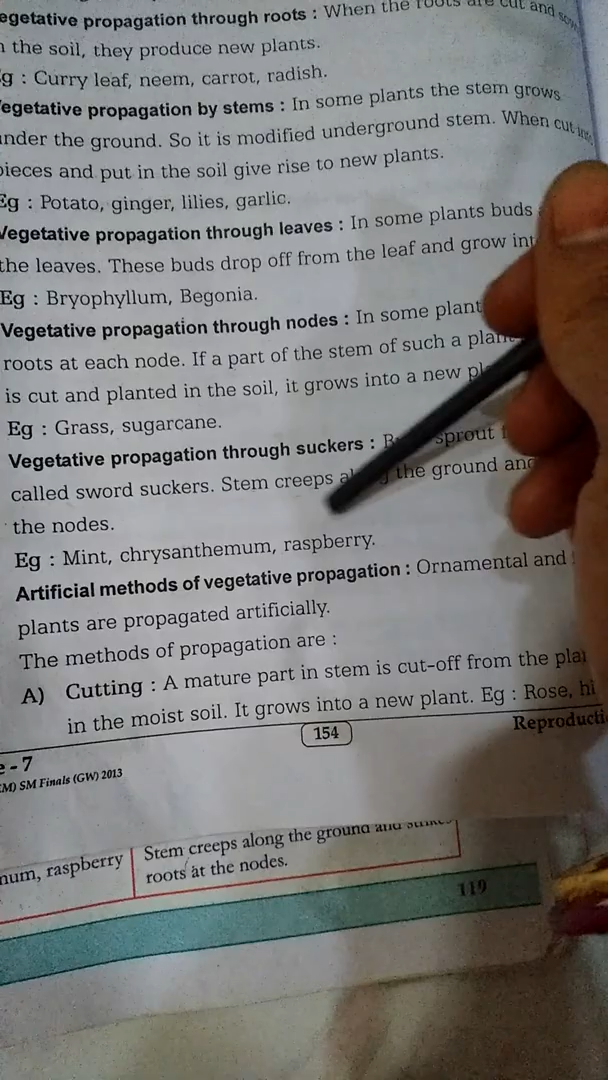 egetative propagation through roots : When the roots are cut and sow
the soil, they produce new plants.
g : Curry leaf, neem, carrot, radish.
egetative propagation by stems : In some plants the stem grows
nder the ground. So it is modified underground stem. When cut into
pieces and put in the soil give rise to new plants.
Eg : Potato, ginger, lilies, garlic.
Vegetative propagation through leaves : In some plants buds
the leaves. These buds drop off from the leaf and grow int
Eg : Bryophyllum, Begonia.
Vegetative propagation through nodes : In some plant
roots at each node. If a part of the stem of such a plant
is cut and planted in the soil, it grows into a new pl
Eg : Grass, sugarcane.
Vegetative propagation through suckers : sprout
called sword suckers. Stem creeps the ground and
the nodes.
Eg : Mint, chrysanthemum, raspberry.
Artificial methods of vegetative propagation : Ornamental and
plants are propagated artificially.
The methods of propagation are :
A) Cutting : A mature part in stem is cut-off from the pla
in the moist soil. It grows into a new plant. Eg : Rose, hi
154
Reproducti
e - 7
M) SM Finals (GW) 2013
num, raspberry
Stem creeps along the ground and
roots at the nodes.
119